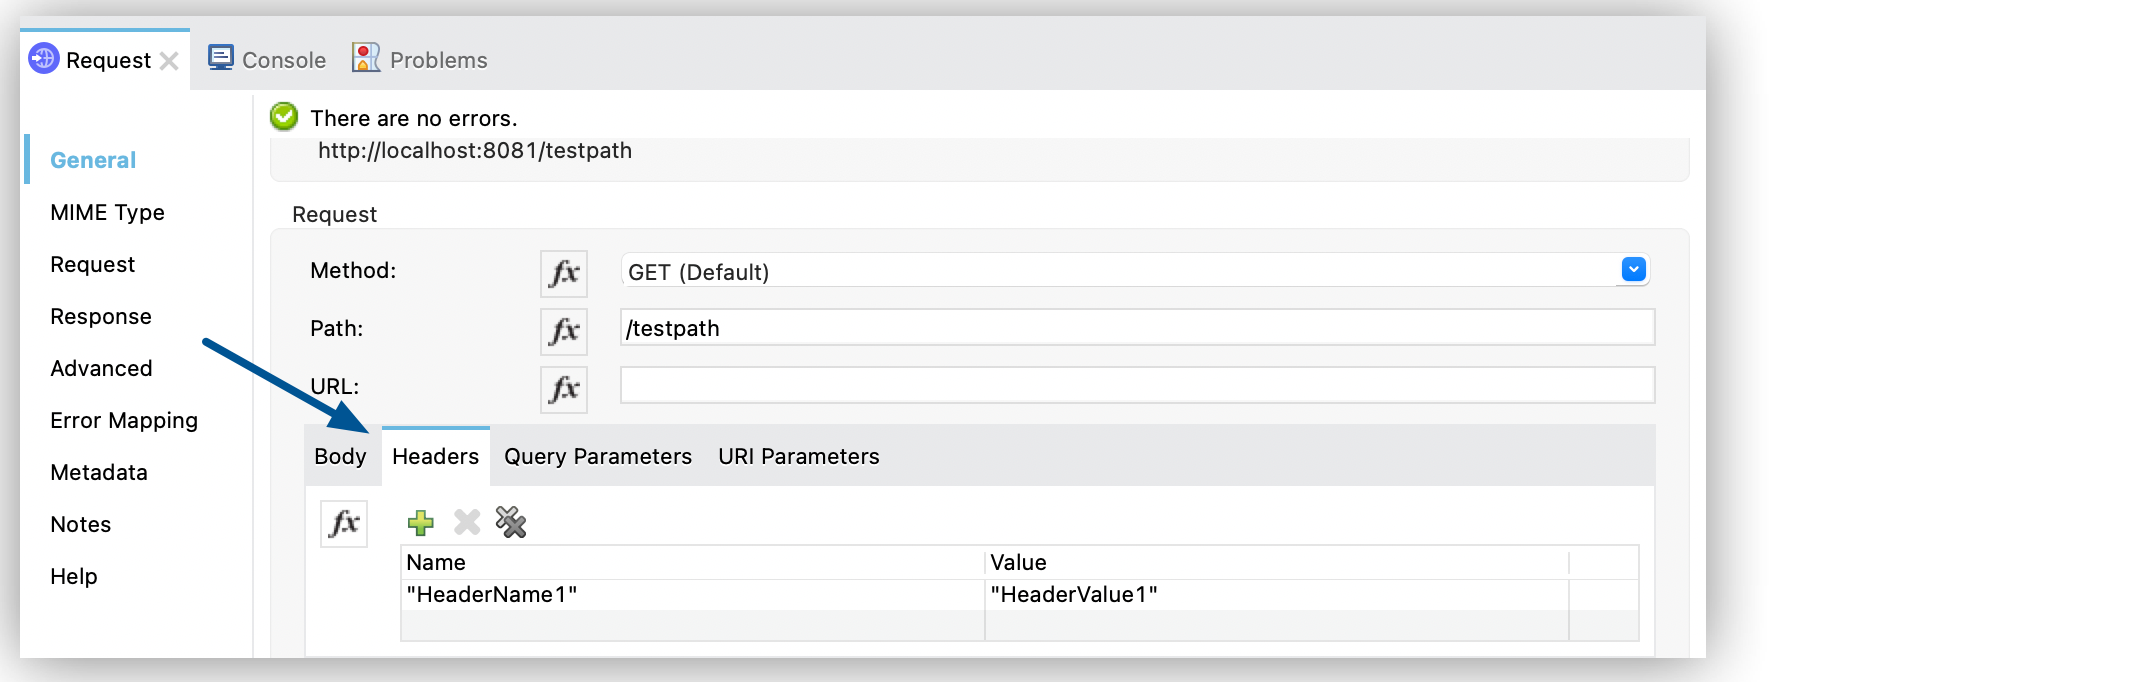 Request Console Problems
There are no errors.
http://localhost:8081/testpath
General
MIME Type
Request
Response
Advanced
Error Mapping
Metadata
Notes
Help
Request
Method: fx GET (Default)
Path: fx /testpath
URL: fx
Body Headers Query Parameters URI Parameters
fx
Name Value
"HeaderName1" "HeaderValue1"